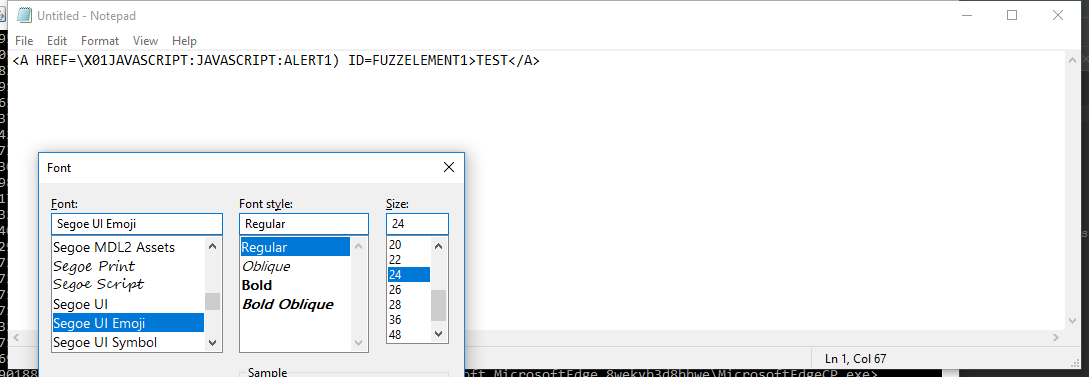 Untitled - Notepad
File Edit Format View Help
<A HREF=\X01JAVASCRIPT:JAVASCRIPT:ALERT1) ID=FUZZELEMENT1>TEST</A>
Font
Font: Font style: Size:
Segoe UI Emoji Regular 24
Segoe MDL2 Assets Regular 20
Segoe Print Oblique 22
Segoe Script Bold 24
Segoe UI Bold Oblique 26
Segoe UI Emoji 28
Segoe UI Symbol 36
48
Ln 1, Col 67
Sample
MicrosoftEdge_8wekyb3d8bbwe\MicrosoftEdgeCP.exe>